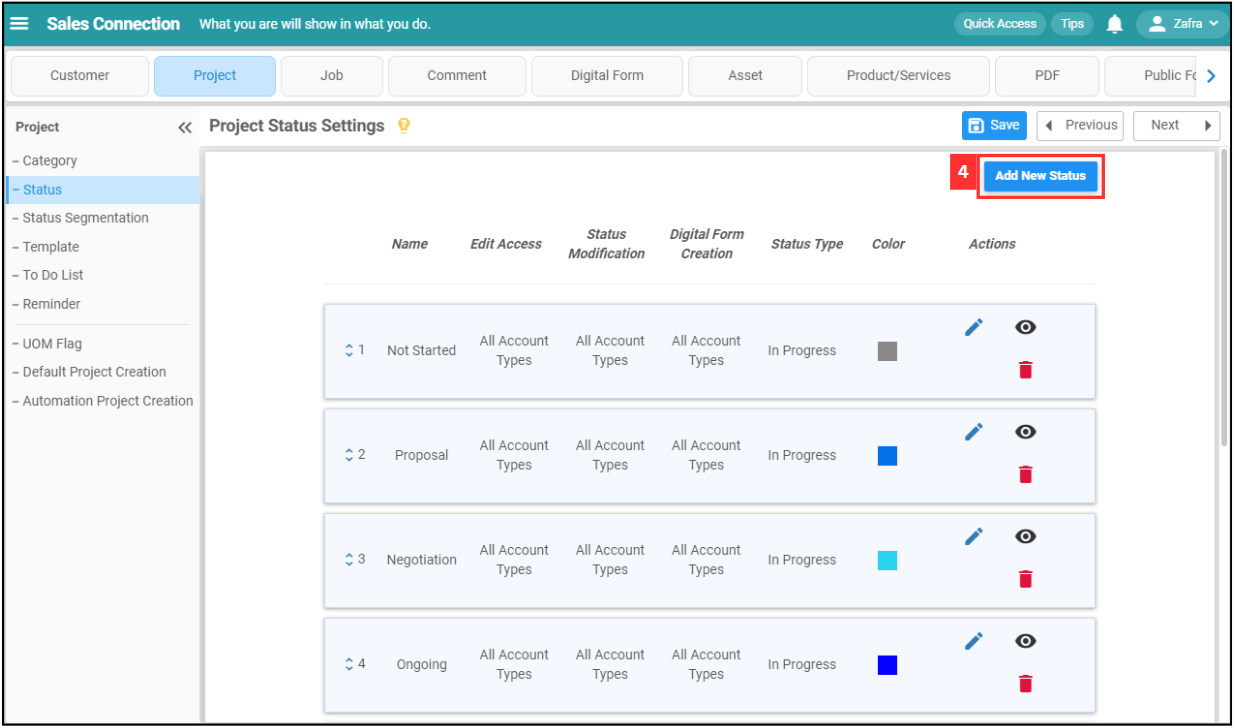 Sales Connection What you are will show in what you do. Quick Access Tips Zafra
Customer Project Job Comment Digital Form Asset Product/Services PDF Public Fo
Project Project Status Settings Save Previous Next
– Category
– Status
– Status Segmentation
– Template
– To Do List
– Reminder
– UOM Flag
– Default Project Creation
– Automation Project Creation
4 Add New Status
Name Edit Access Status Modification Digital Form Creation Status Type Color Actions
1 Not Started All Account Types All Account Types All Account Types In Progress
2 Proposal All Account Types All Account Types All Account Types In Progress
3 Negotiation All Account Types All Account Types All Account Types In Progress
4 Ongoing All Account Types All Account Types All Account Types In Progress